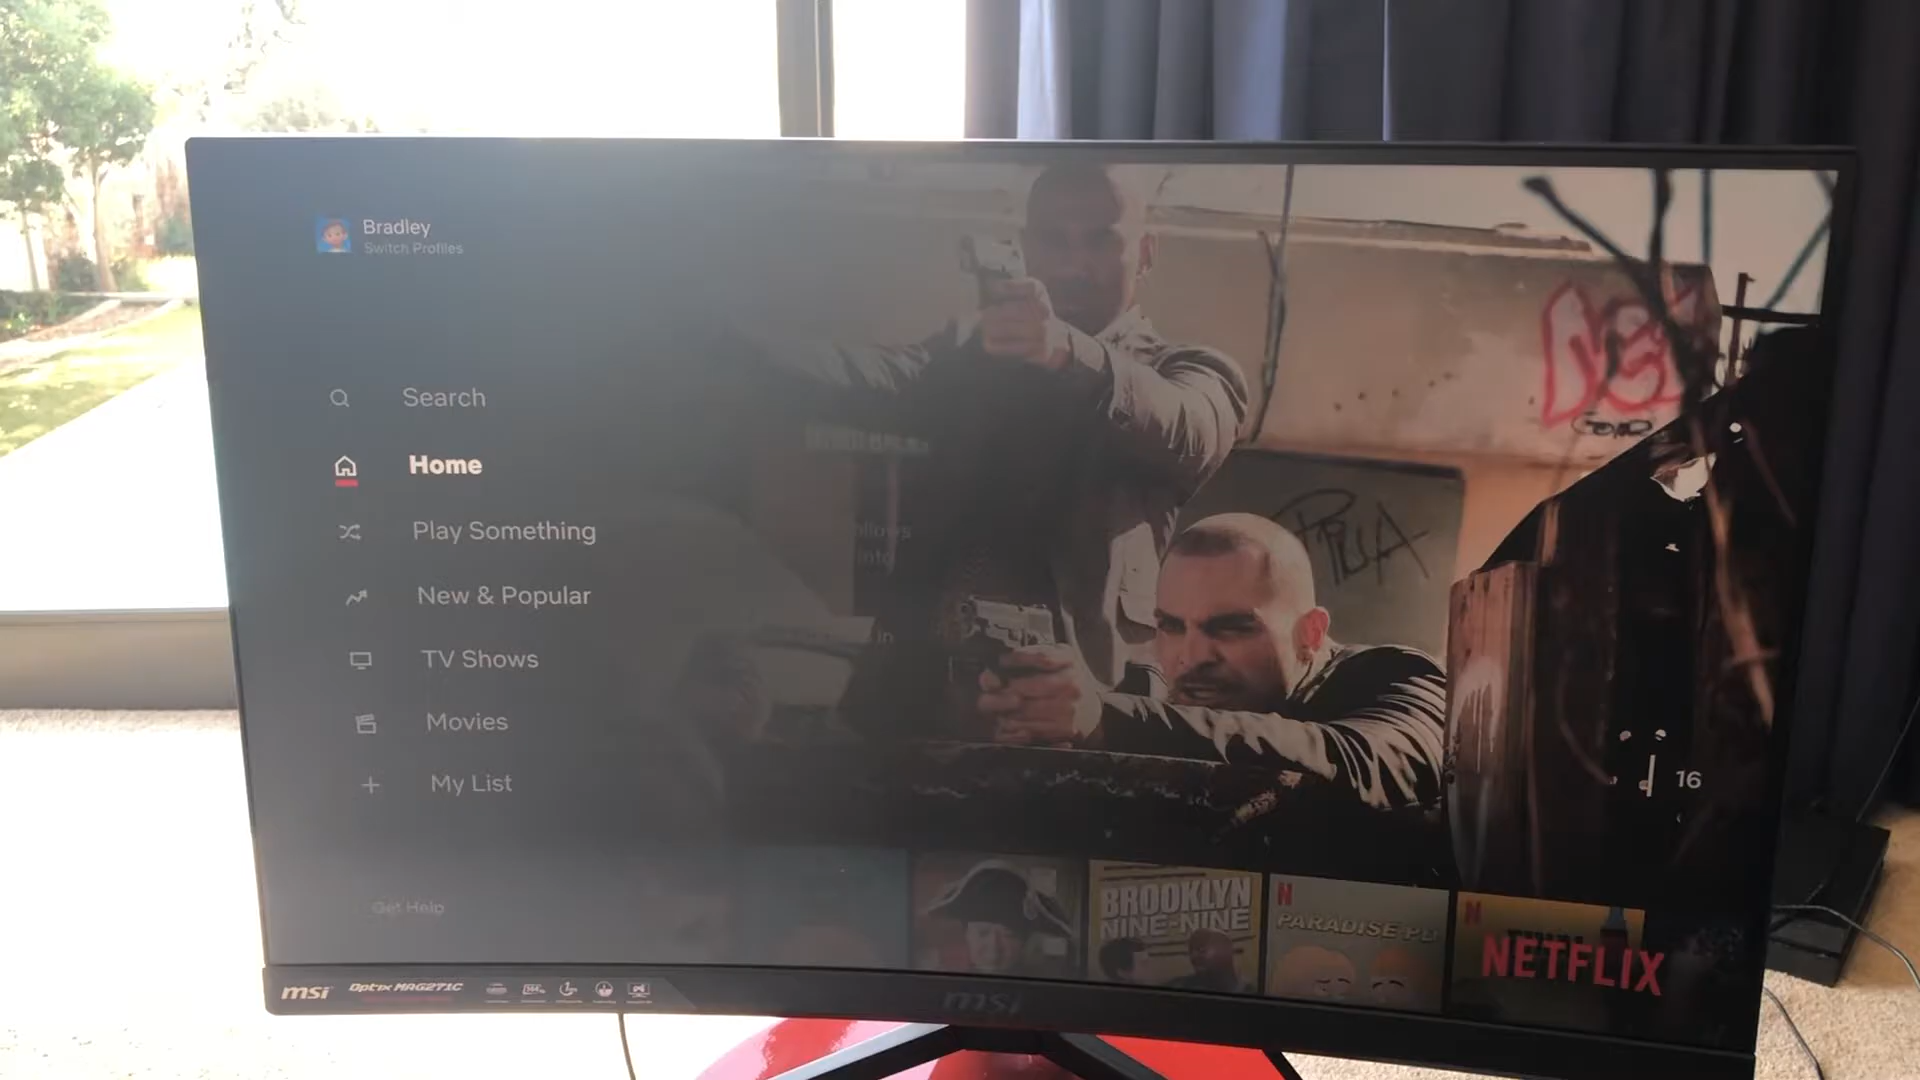 Bradley
Switch Profiles
Search
Home
Play Something
New & Popular
TV Shows
Movies
My List
Get Help
16
BROOKLYN
NINE-NINE
PARADISE PD
NETFLIX
msi
Optix MAG271C
msi